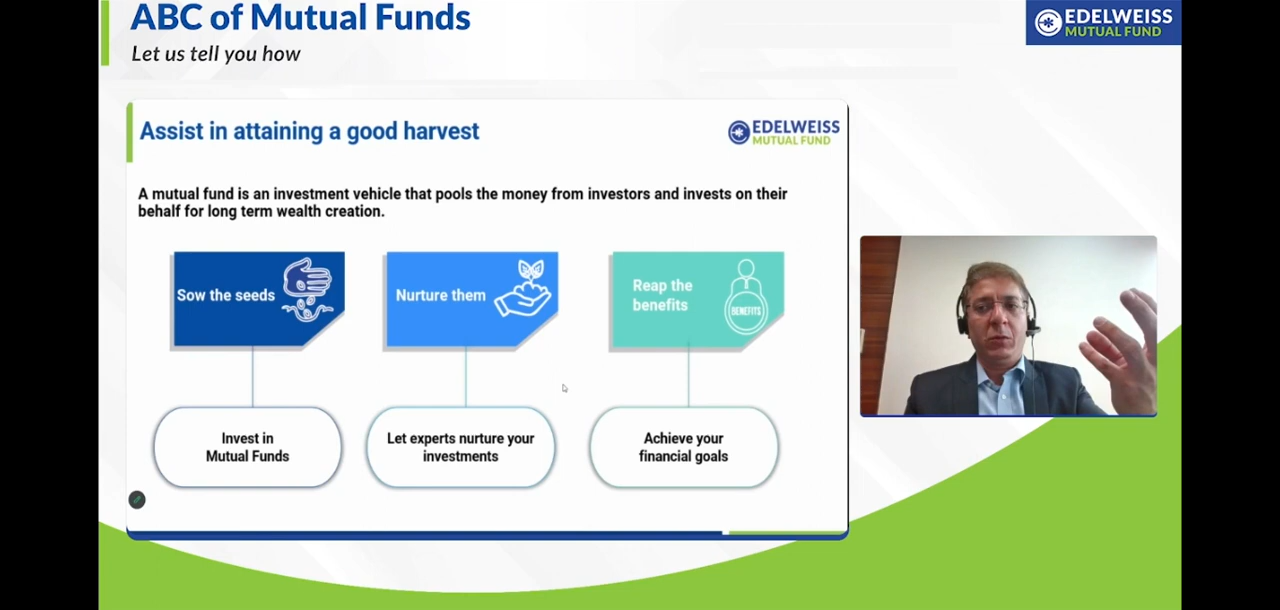 ABC of Mutual Funds
Let us tell you how
EDELWEISS
MUTUAL FUND
Assist in attaining a good harvest
EDELWEISS
MUTUAL FUND
A mutual fund is an investment vehicle that pools the money from investors and invests on their
behalf for long term wealth creation.
Sow the seeds
Nurture them
Reap the
benefits
BENEFITS
Invest in
Mutual Funds
Let experts nurture your
investments
Achieve your
financial goals